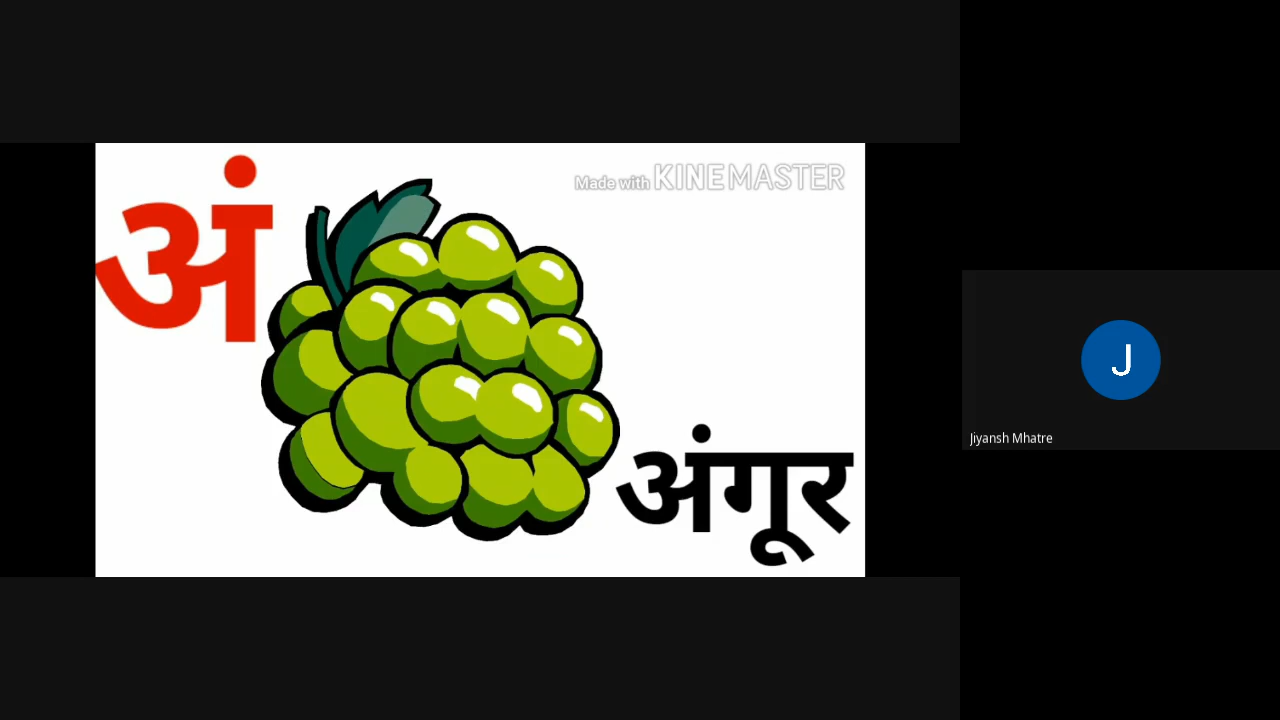 अं
Made with KINEMASTER
अंगूर
J
Jiyansh Mhatre